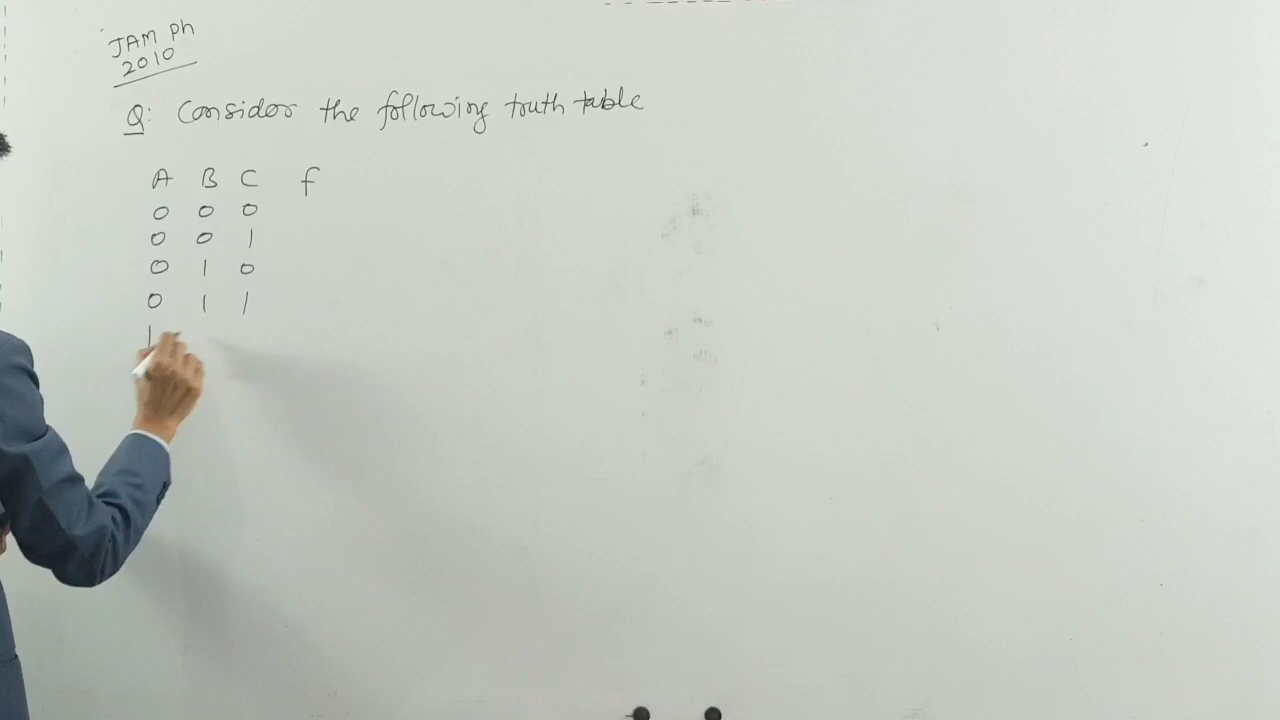 JAM Ph
2010
Q: Consider the following truth table
A B C f
0 0 0
0 0 1
0 1 0
0 1 1
1